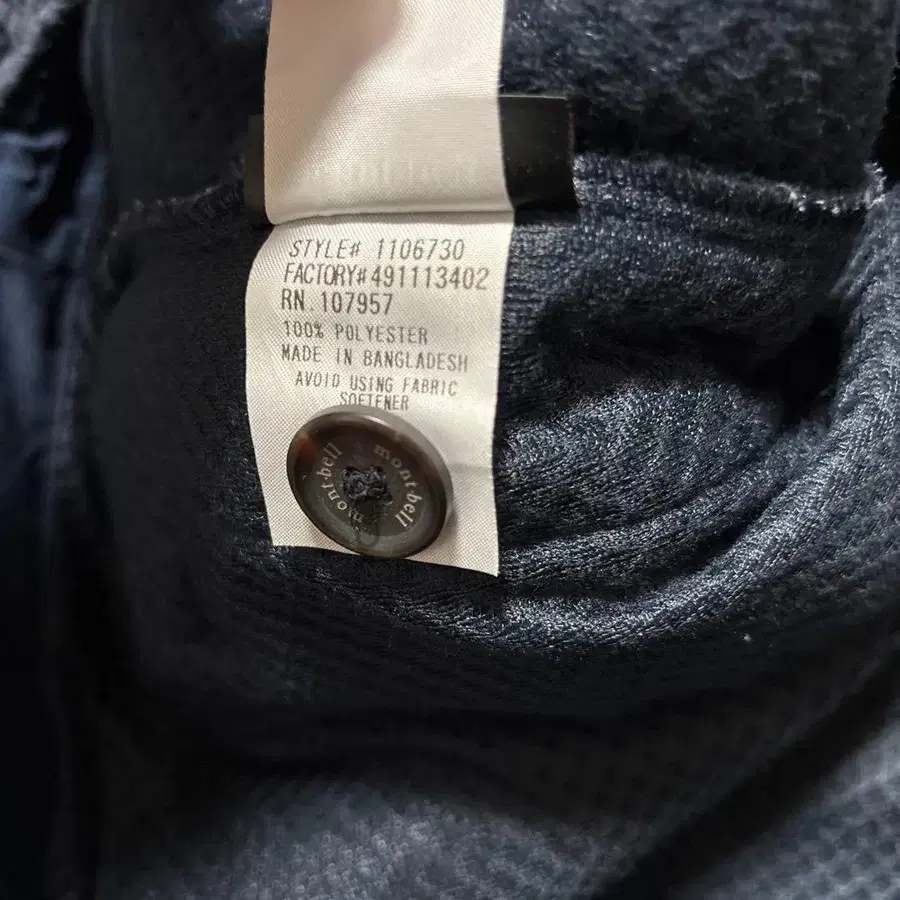 STYLE# 1106730
FACTORY#491113402
RN.107957
100% POLYESTER
MADE IN BANGLADESH
AVOID USING FABRIC
SOFTENER
mont-bell
mont-bell